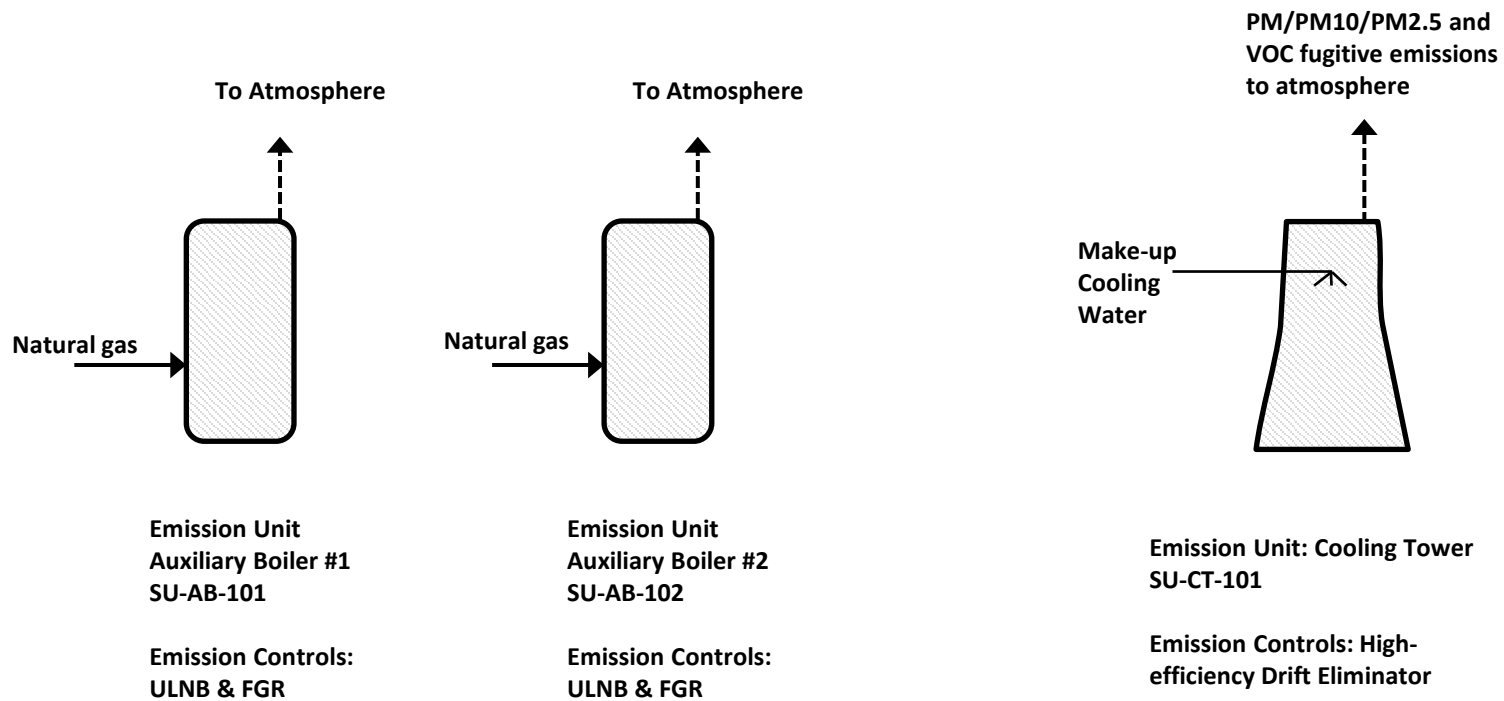 To Atmosphere
Natural gas
Emission Unit
Auxiliary Boiler #1
SU-AB-101
Emission Controls:
ULNB & FGR
To Atmosphere
Natural gas
Emission Unit
Auxiliary Boiler #2
SU-AB-102
Emission Controls:
ULNB & FGR
PM/PM10/PM2.5 and
VOC fugitive emissions
to atmosphere
Make-up
Cooling
Water
Emission Unit: Cooling Tower
SU-CT-101
Emission Controls: High-
efficiency Drift Eliminator